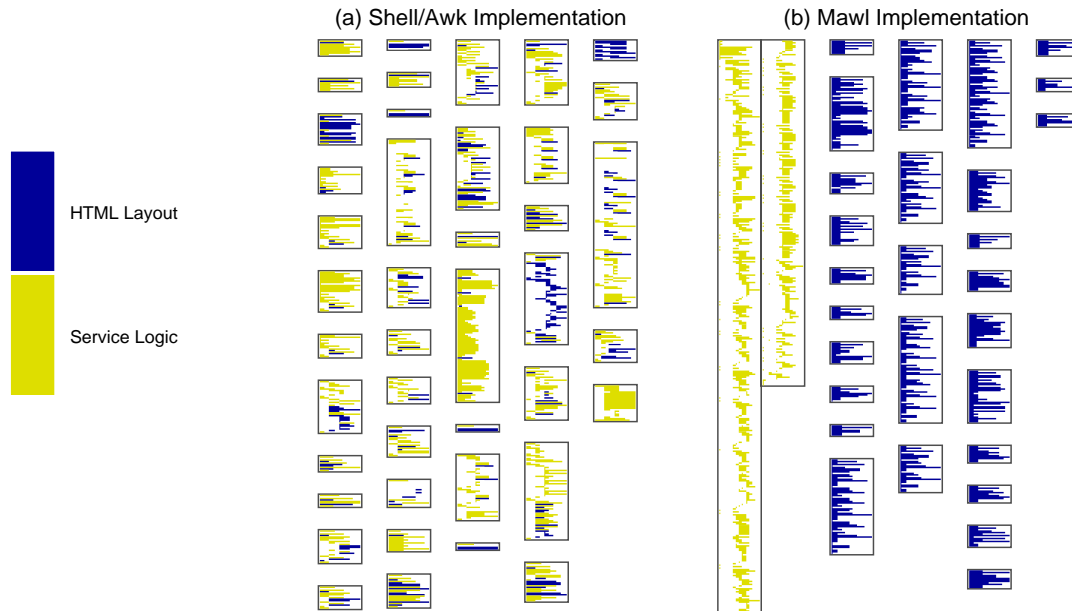 (a) Shell/Awk Implementation
(b) Mawl Implementation
HTML Layout
Service Logic